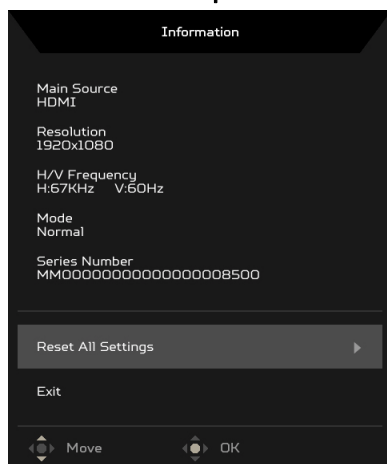 Information
Main Source
HDMI
Resolution
1920x1080
H/V Frequency
H:67KHz V:60Hz
Mode
Normal
Series Number
MM00000000000000008500
Reset All Settings
Exit
Move OK